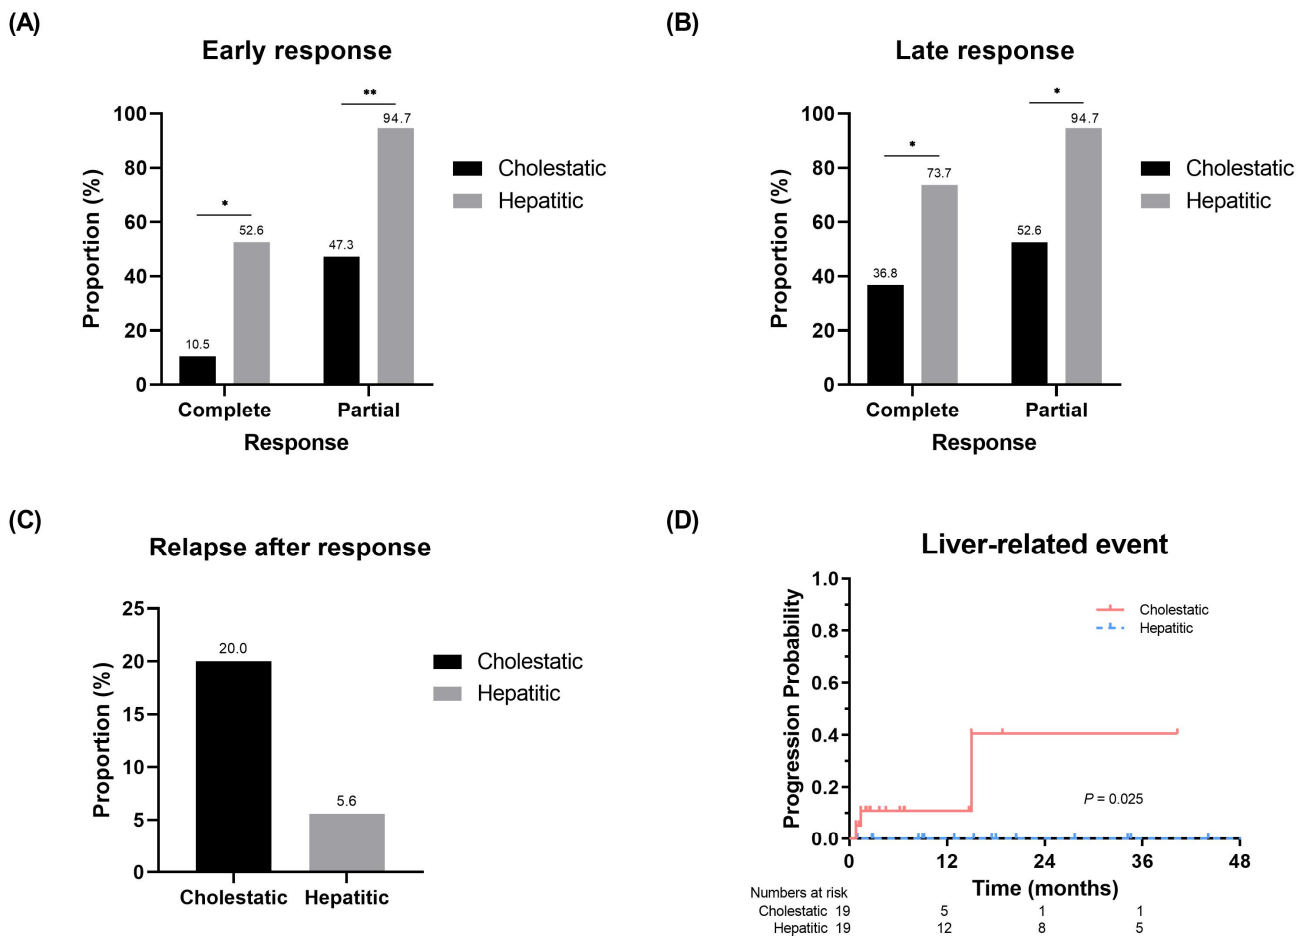 (A)
Early response
**
100
94.7
80
Cholestatic
Hepatitic
*
60
52.6
47.3
40
20
10.5
0
Proportion (%)
Complete Partial
Response
(B)
Late response
*
100
94.7
*
80
73.7
Cholestatic
Hepatitic
60
52.6
40
36.8
20
0
Proportion (%)
Complete Partial
Response
(C)
Relapse after response
25
20
20.0
Cholestatic
Hepatitic
15
10
5
5.6
0
Proportion (%)
Cholestatic Hepatitic
(D)
Liver-related event
1.0
Cholestatic
Hepatitic
0.8
0.6
0.4
0.2
P = 0.025
0.0
Progression Probability
0 12 24 36 48
Time (months)
Numbers at risk
Cholestatic 19 5 1 1
Hepatitic 19 12 8 5